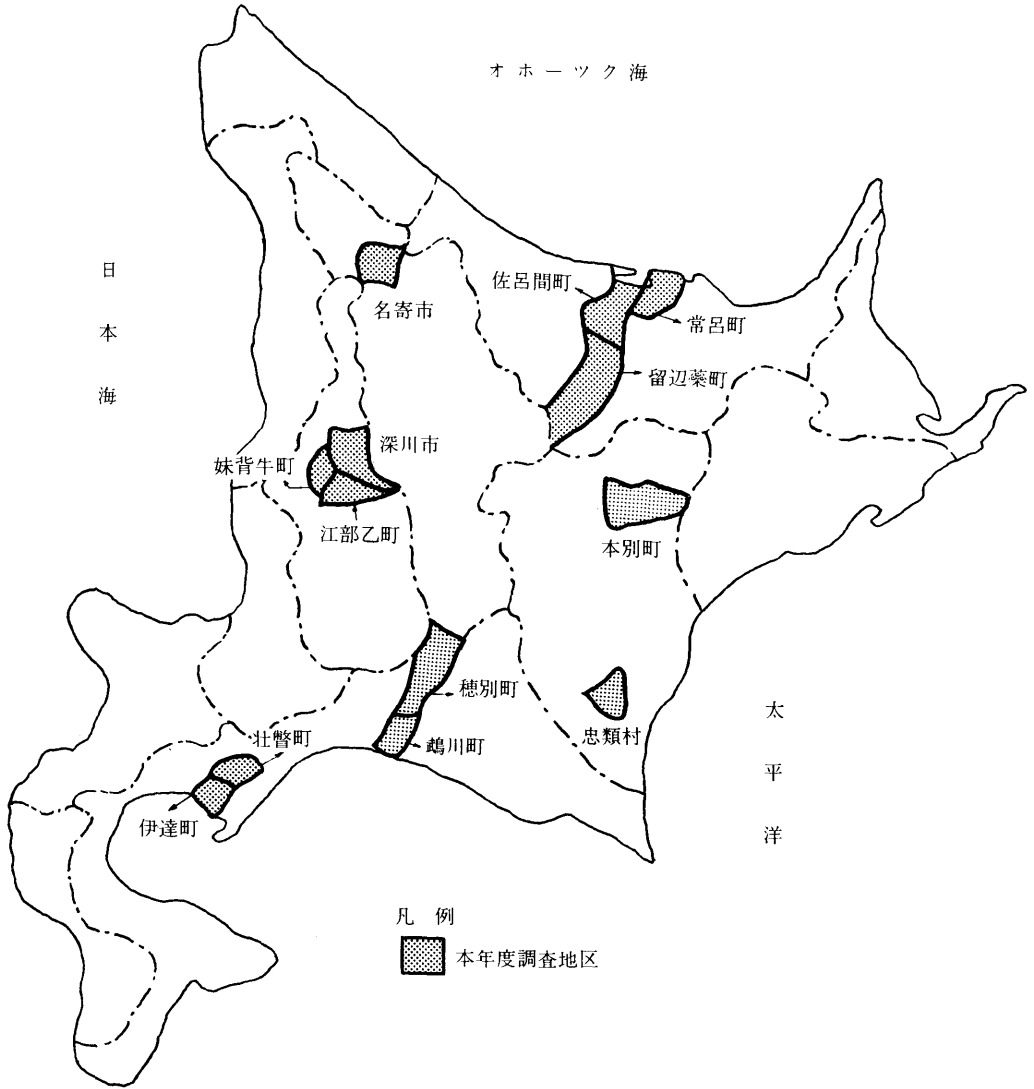 オホーツク海
日本海
佐呂間町
名寄市
常呂町
留辺蘂町
深川市
妹背牛町
江部乙町
本別町
穂別町
太平洋
忠類村
壮瞥町
鵡川町
伊達町
凡例
本年度調査地区